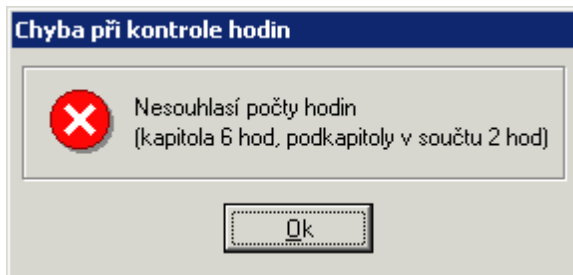 Chyba při kontrole hodin
Nesouhlasí počty hodin
(kapitola 6 hod, podkapitoly v součtu 2 hod)
Ok